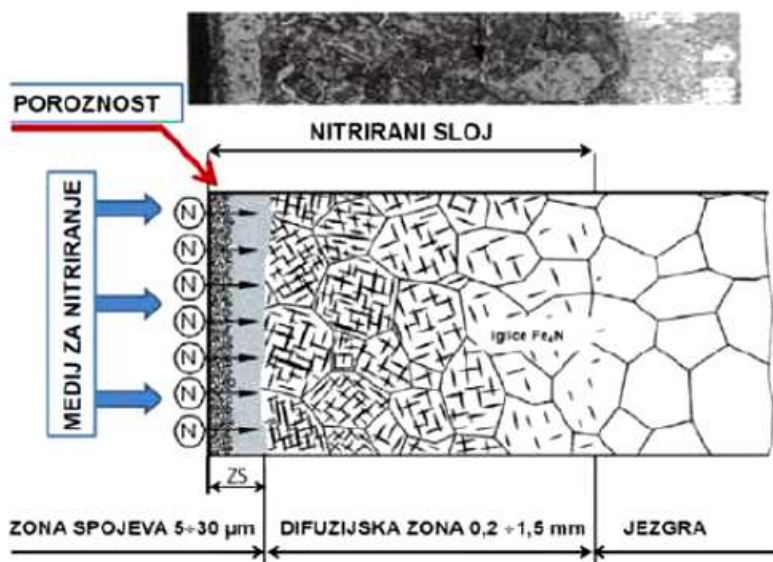 POROZNOST
NITRIRANI SLOJ
MEDIJ ZA NITRIRANJE
N
N
N
N
N
N
N
iglice Fe₄N
ZS
ZONA SPOJEVA 5÷30 µm
DIFUZIJSKA ZONA 0,2 ÷1,5 mm
JEZGRA